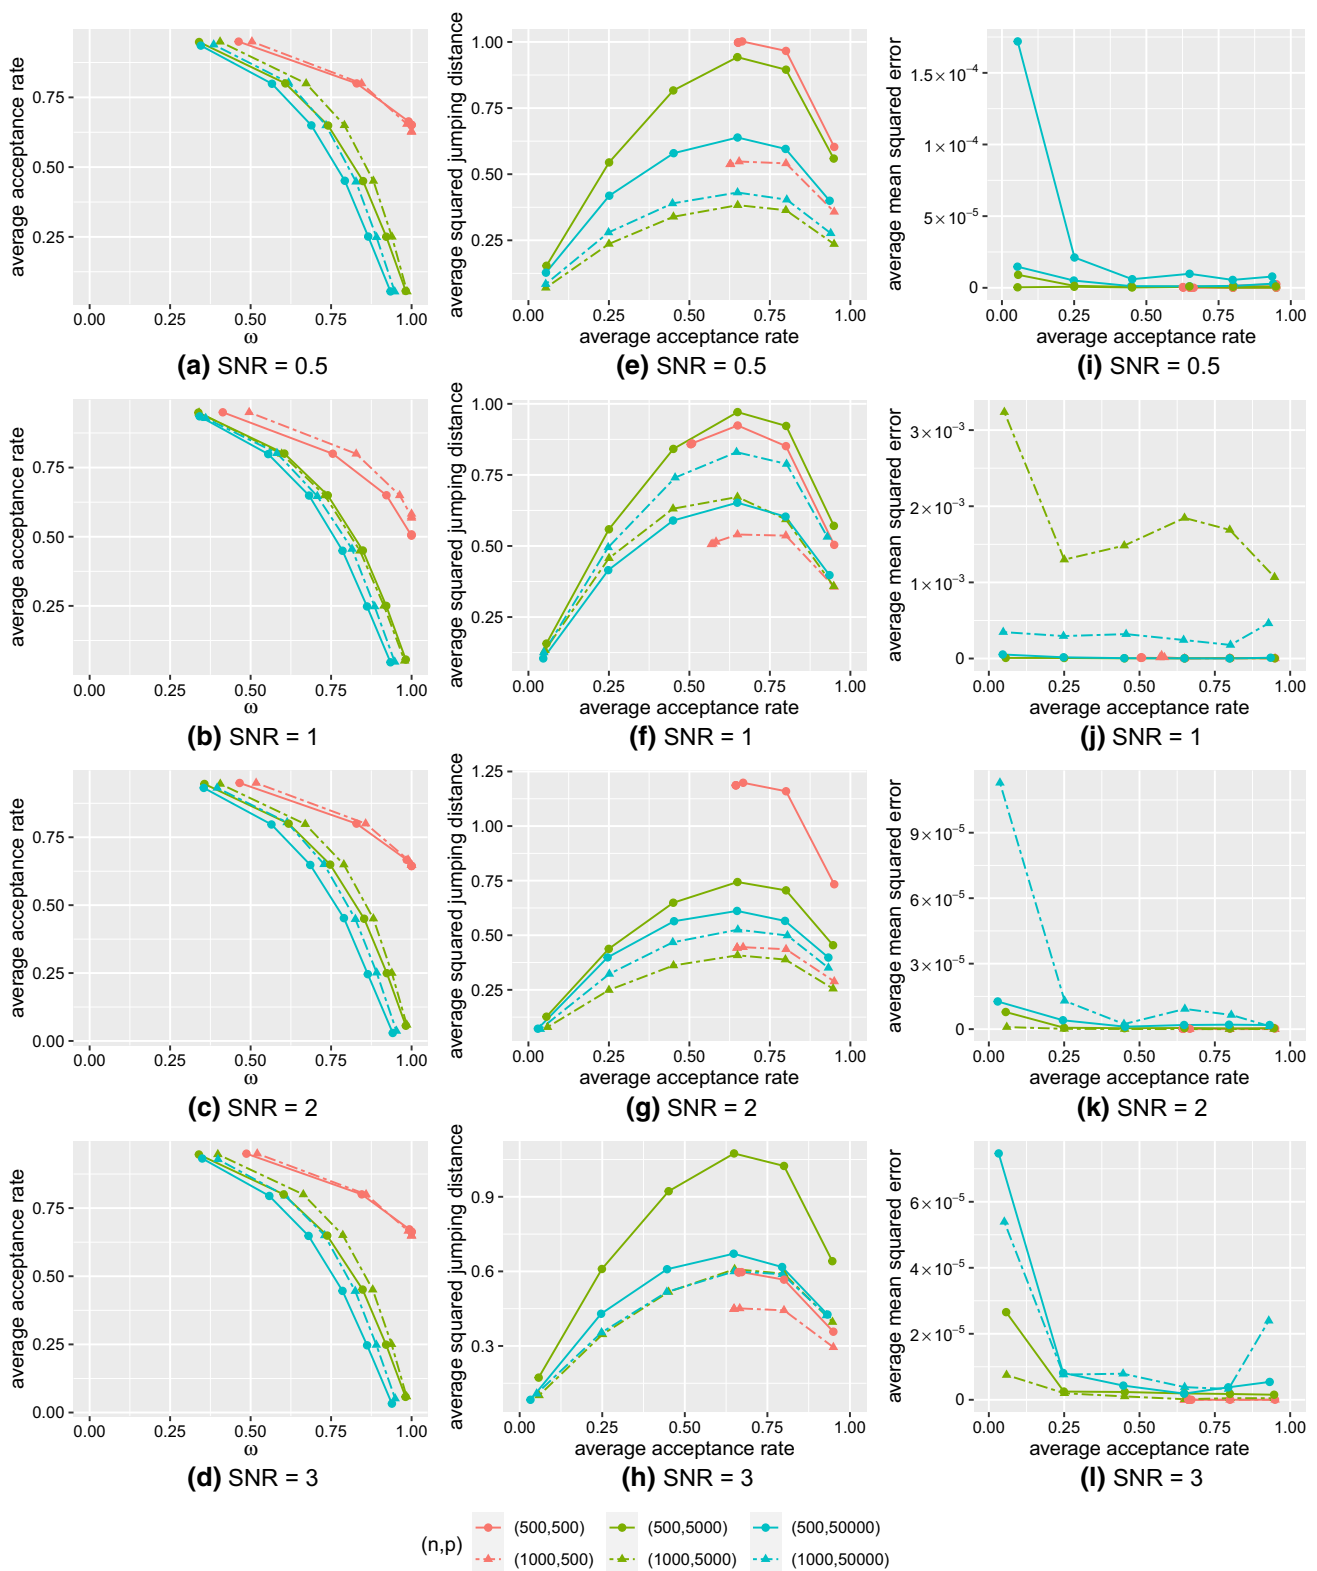 average acceptance rate
0.75
0.50
0.25
0.00 0.25 0.50 0.75 1.00
ω
(a) SNR = 0.5
average squared jumping distance
1.00
0.75
0.50
0.25
0.00 0.25 0.50 0.75 1.00
average acceptance rate
(e) SNR = 0.5
average mean squared error
1.5×10⁻⁴
1×10⁻⁴
5×10⁻⁵
0
0.00 0.25 0.50 0.75 1.00
average acceptance rate
(i) SNR = 0.5
average acceptance rate
0.75
0.50
0.25
0.00 0.25 0.50 0.75 1.00
ω
(b) SNR = 1
average squared jumping distance
1.00
0.75
0.50
0.25
0.00 0.25 0.50 0.75 1.00
average acceptance rate
(f) SNR = 1
average mean squared error
3×10⁻³
2×10⁻³
1×10⁻³
0
0.00 0.25 0.50 0.75 1.00
average acceptance rate
(j) SNR = 1
average acceptance rate
0.75
0.50
0.25
0.00
0.00 0.25 0.50 0.75 1.00
ω
(c) SNR = 2
average squared jumping distance
1.25
1.00
0.75
0.50
0.25
0.00 0.25 0.50 0.75 1.00
average acceptance rate
(g) SNR = 2
average mean squared error
9×10⁻⁵
6×10⁻⁵
3×10⁻⁵
0
0.00 0.25 0.50 0.75 1.00
average acceptance rate
(k) SNR = 2
average acceptance rate
0.75
0.50
0.25
0.00
0.00 0.25 0.50 0.75 1.00
ω
(d) SNR = 3
average squared jumping distance
0.9
0.6
0.3
0.00 0.25 0.50 0.75 1.00
average acceptance rate
(h) SNR = 3
average mean squared error
6×10⁻⁵
4×10⁻⁵
2×10⁻⁵
0
0.00 0.25 0.50 0.75 1.00
average acceptance rate
(l) SNR = 3
(n,p)
(500,500) (500,5000) (500,50000)
(1000,500) (1000,5000) (1000,50000)